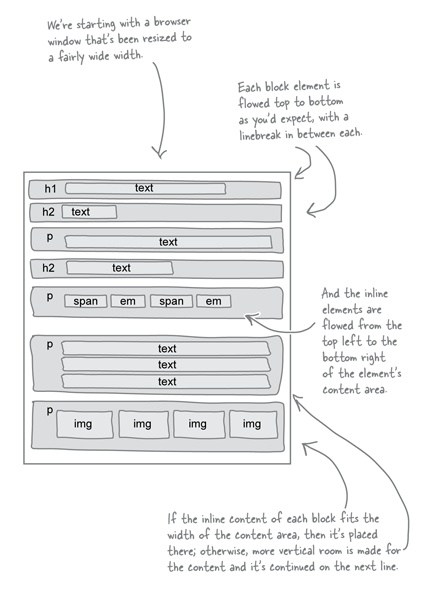 We're starting with a browser
window that's been resized to
a fairly wide width.
Each block element is
flowed top to bottom
as you'd expect, with a
linebreak in between each.
h1 text
h2 text
p text
h2 text
p span em span em
And the inline
elements are
flowed from the
top left to the
bottom right
of the element's
content area.
p text
text
text
p img img img img
If the inline content of each block fits the
width of the content area, then it's placed
there; otherwise, more vertical room is made for
the content and it's continued on the next line.